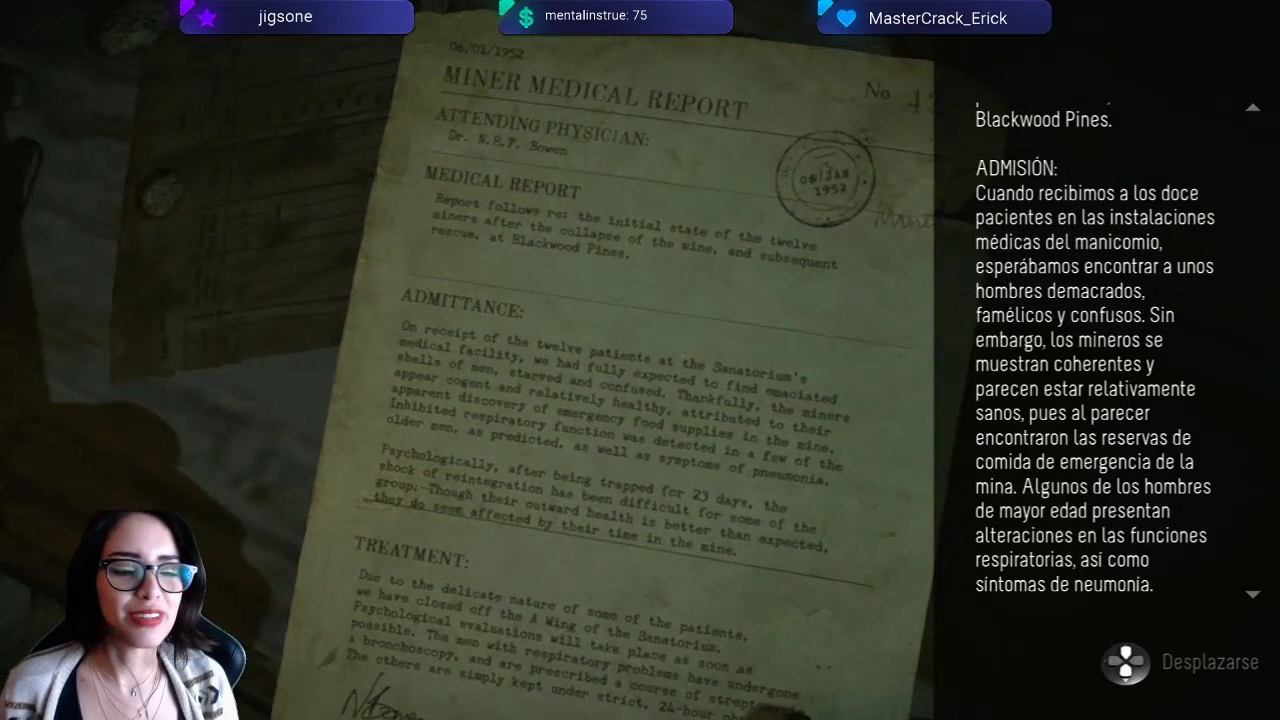 jigsone
mentalinstrue: 75
MasterCrack_Erick
06/01/1952
MINER MEDICAL REPORT
No
ATTENDING PHYSICIAN:
Dr. N.R.F. Bowen
06 JAN
1952
MEDICAL REPORT
Report follows re: the initial state of the twelve
miners after the collapse of the mine, and subsequent
rescue, at Blackwood Pines.
ADMITTANCE:
On receipt of the twelve patients at the Sanatorium's
medical facility, we had fully expected to find emaciated
shells of men, starved and confused. Thankfully, the miners
appear cogent and relatively healthy, attributed to their
apparent discovery of emergency food supplies in the mine.
Inhibited respiratory function was detected in a few of the
older men, as predicted, as well as symptoms of pneumonia.
Psychologically, after being trapped for 23 days, the
shock of reintegration has been difficult for some of the
group. Though their outward health is better than expected,
they do seem affected by their time in the mine.
TREATMENT:
Due to the delicate nature of some of the patients,
we have closed off the A Wing of the Sanatorium.
Psychological evaluations will take place as soon as
possible. The men with respiratory problems have undergone
a bronchoscopy, and are prescribed a course of
The others are simply kept under strict, 24-hour
Blackwood Pines.
ADMISIÓN:
Cuando recibimos a los doce
pacientes en las instalaciones
médicas del manicomio,
esperábamos encontrar a unos
hombres demacrados,
famélicos y confusos. Sin
embargo, los mineros se
muestran coherentes y
parecen estar relativamente
sanos, pues al parecer
encontraron las reservas de
comida de emergencia de la
mina. Algunos de los hombres
de mayor edad presentan
alteraciones en las funciones
respiratorias, así como
síntomas de neumonía.
Desplazarse